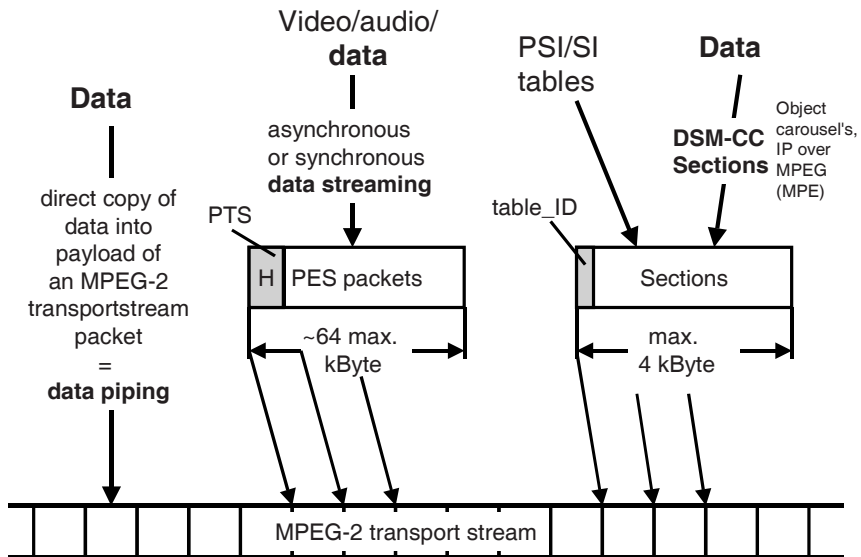 Data
direct copy of
data into
payload of
an MPEG-2
transportstream
packet
=
data piping
Video/audio/
data
asynchronous
or synchronous
data streaming
PTS
H
PES packets
~64 max.
kByte
PSI/SI
tables
Data
DSM-CC
Sections
Object
carousel's,
IP over
MPEG
(MPE)
table_ID
Sections
max.
4 kByte
MPEG-2 transport stream